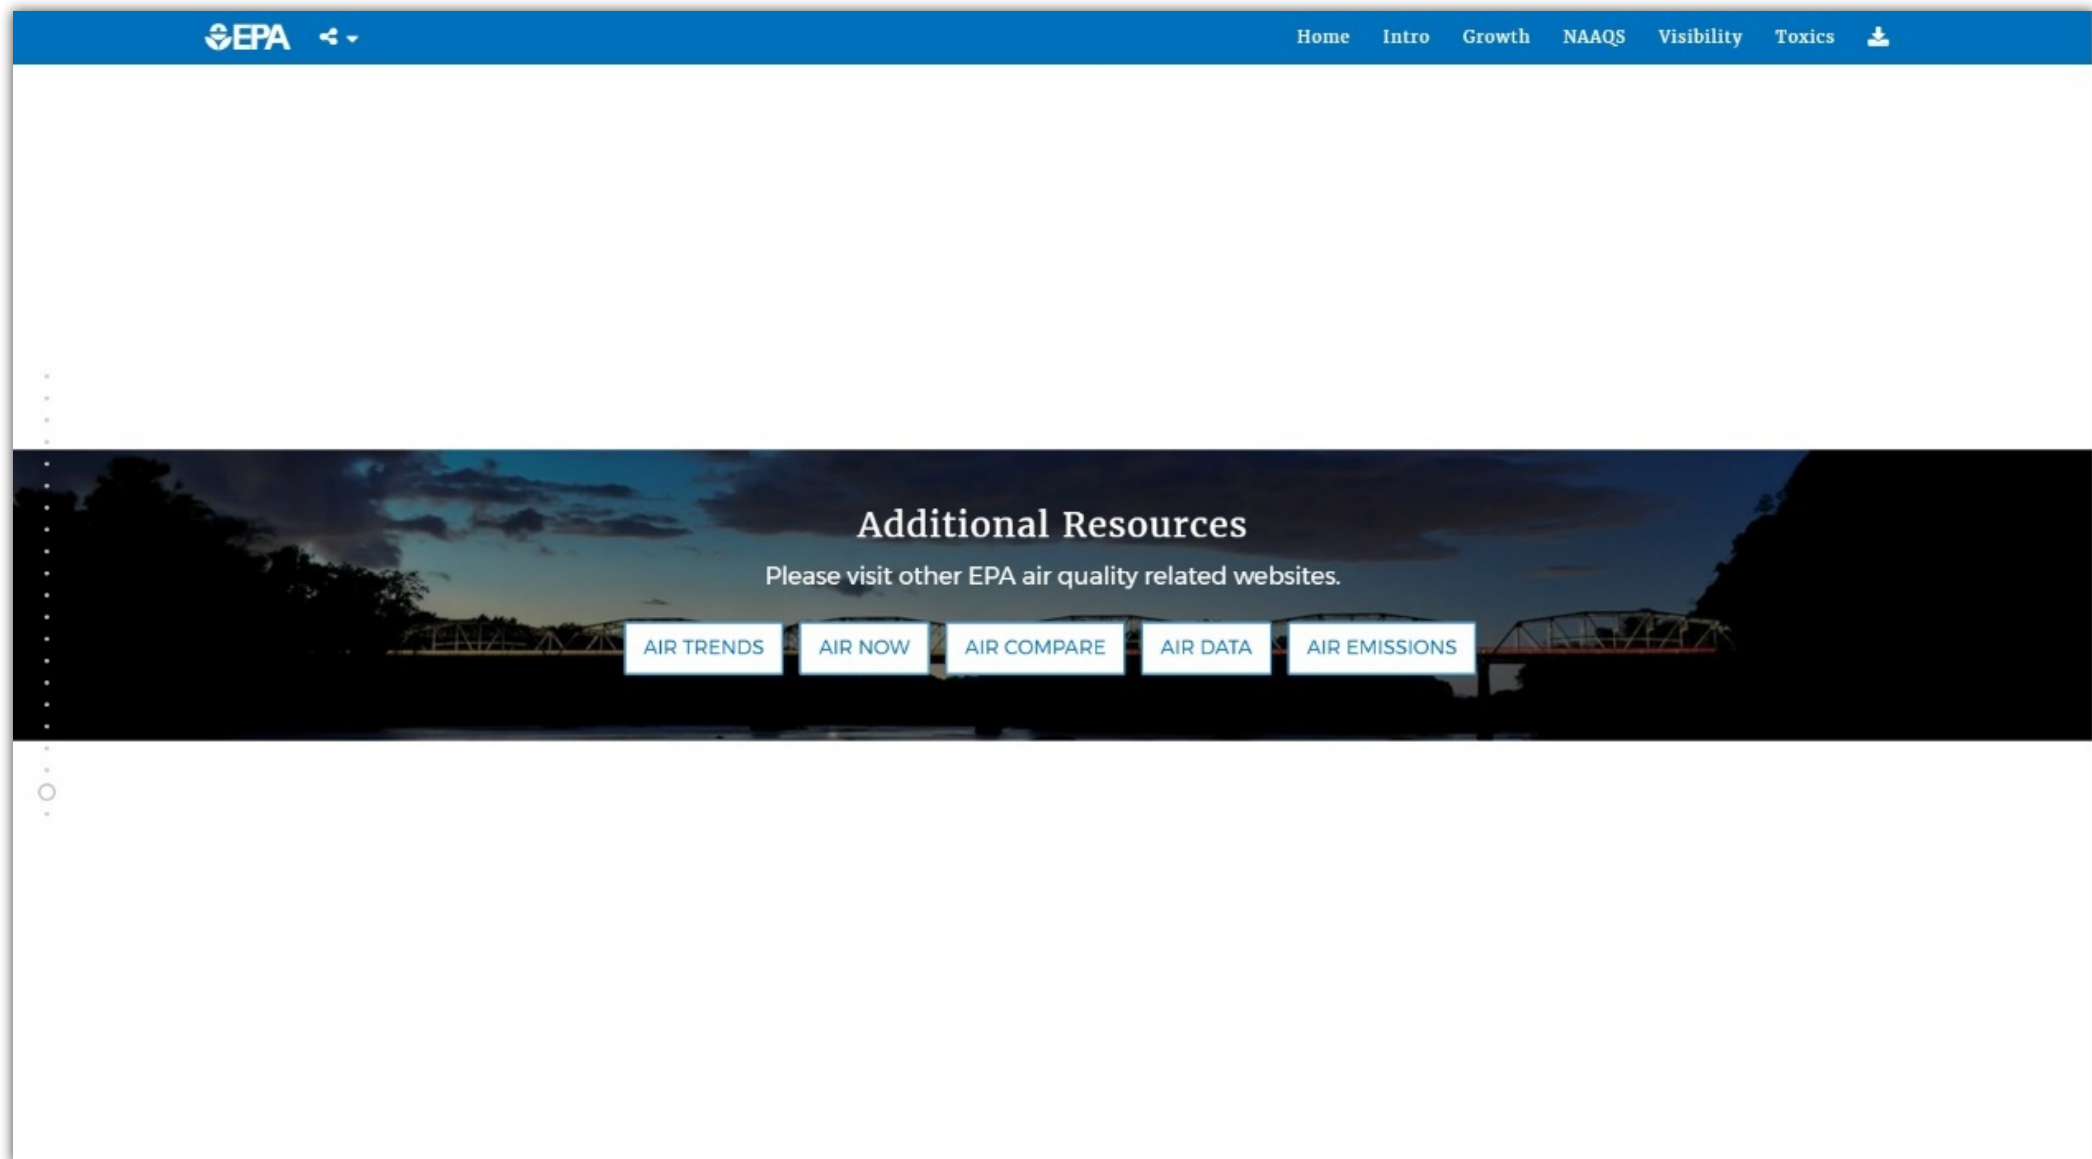 EPA
Home Intro Growth NAAQS Visibility Toxics
Additional Resources
Please visit other EPA air quality related websites.
AIR TRENDS AIR NOW AIR COMPARE AIR DATA AIR EMISSIONS